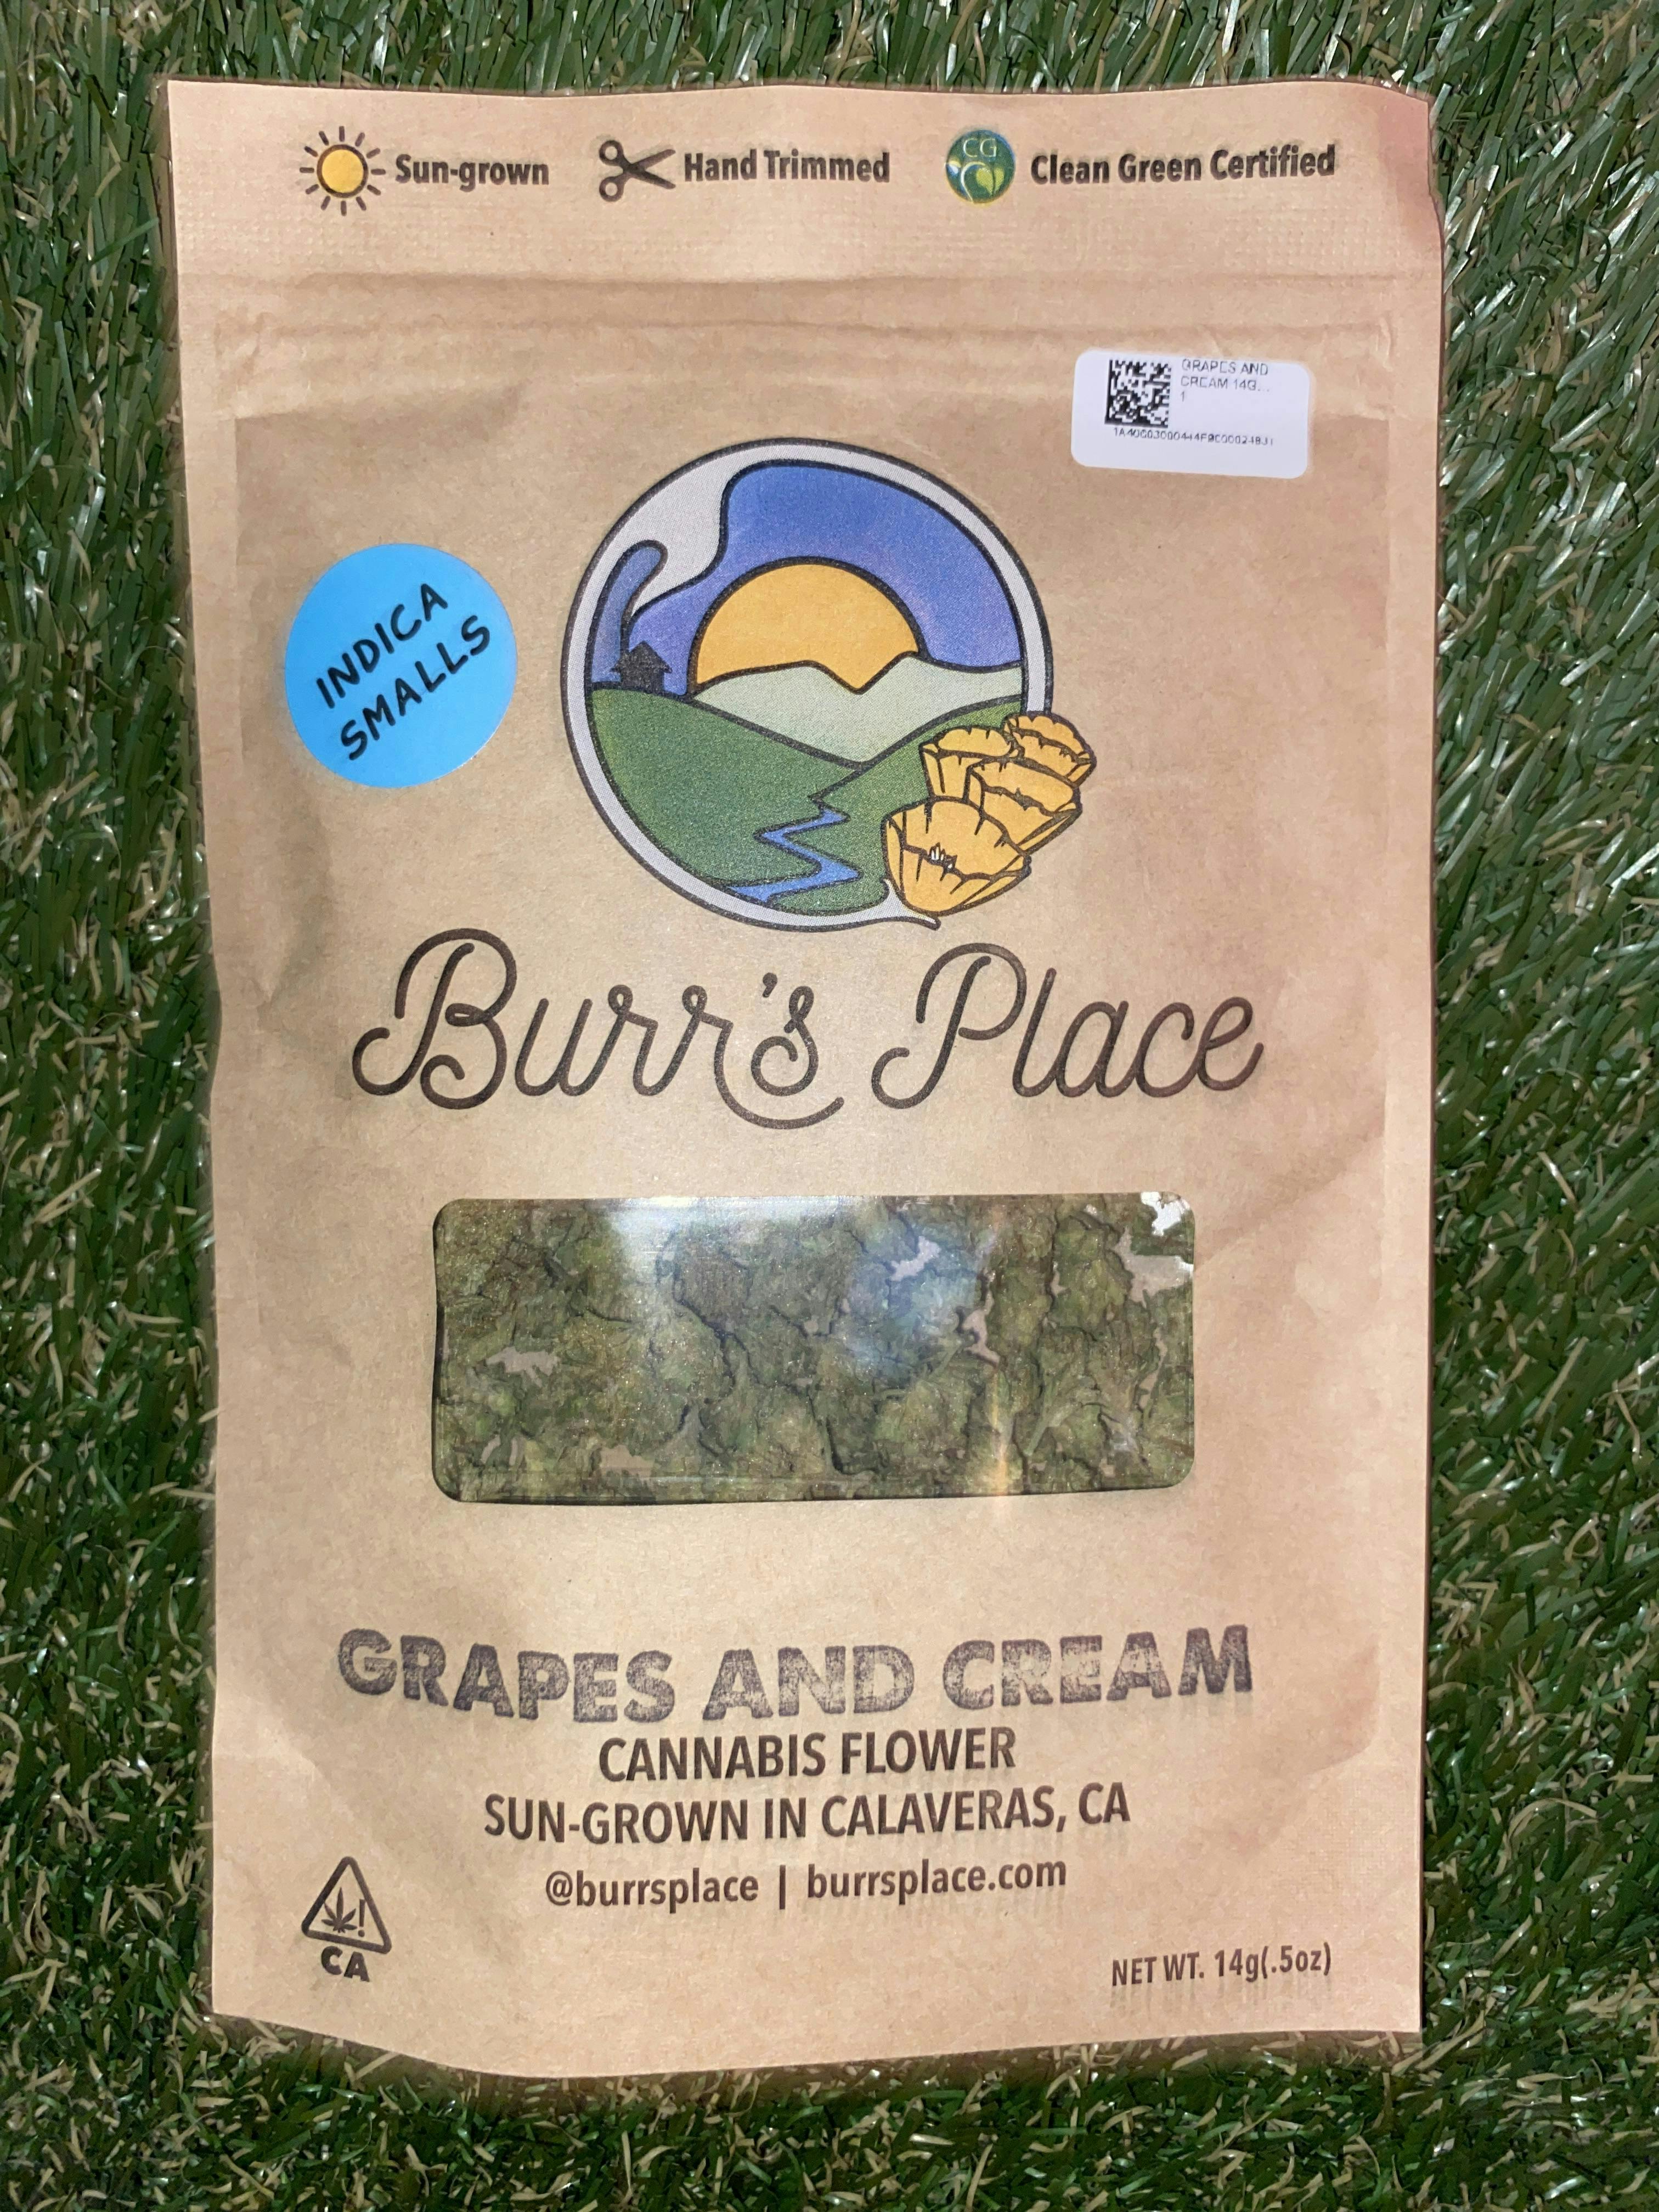 Sun-grown
Hand Trimmed
CG
Clean Green Certified
GRAPES AND
CREAM 14G...
1
INDICA
SMALLS
Burr's Place
GRAPES AND CREAM
CANNABIS FLOWER
SUN-GROWN IN CALAVERAS, CA
@burrsplace | burrsplace.com
!
CA
NET WT. 14g(.5oz)